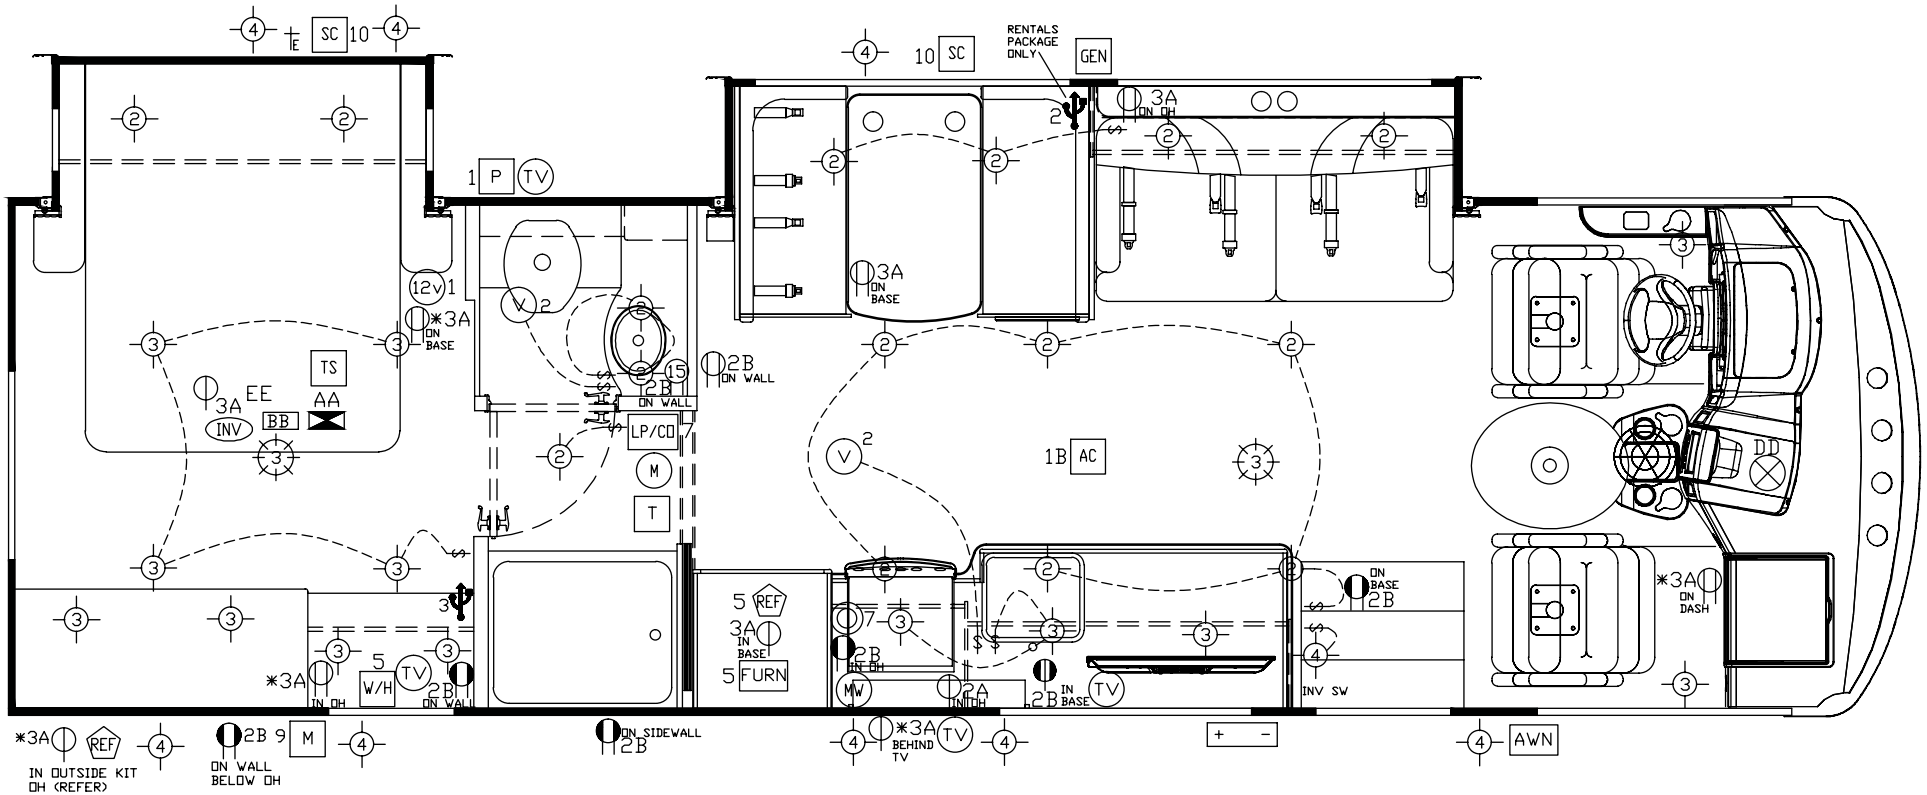 4
E
SC 10
4
4
10 SC
RENTALS
PACKAGE
ONLY
GEN
2
2
2
3A
ON OH
2
2
2
2
1 P TV
3
12v 1
*3A
ON
BASE
V 2
2
3A
ON
BASE
3
3
TS
3A
EE
AA
INV
BB
3
2
15
2B
ON WALL
2B
ON WALL
2
2
2
S
S
S
S
2
LP/CO 7
M
T
V 2
1B AC
3
DD
3
3
S
3
2
2
2
ON
BASE
2B
*3A
ON
DASH
3
3
3
3
5
W/H
TV
*3A
IN OH
2B
ON WALL
5 REF
3A
IN
BASE
5 FURN
7
3
2B
IN OH
MW
2A
IN OH
S S
3
3
2B
IN
BASE
TV
S
S
4
INV SW
3
*3A REF
IN OUTSIDE KIT
OH (REFER)
4
2B 9 M
ON WALL
BELOW OH
4
ON SIDEWALL
2B
4
*3A
BEHIND
TV
TV
4
+ -
4
AWN